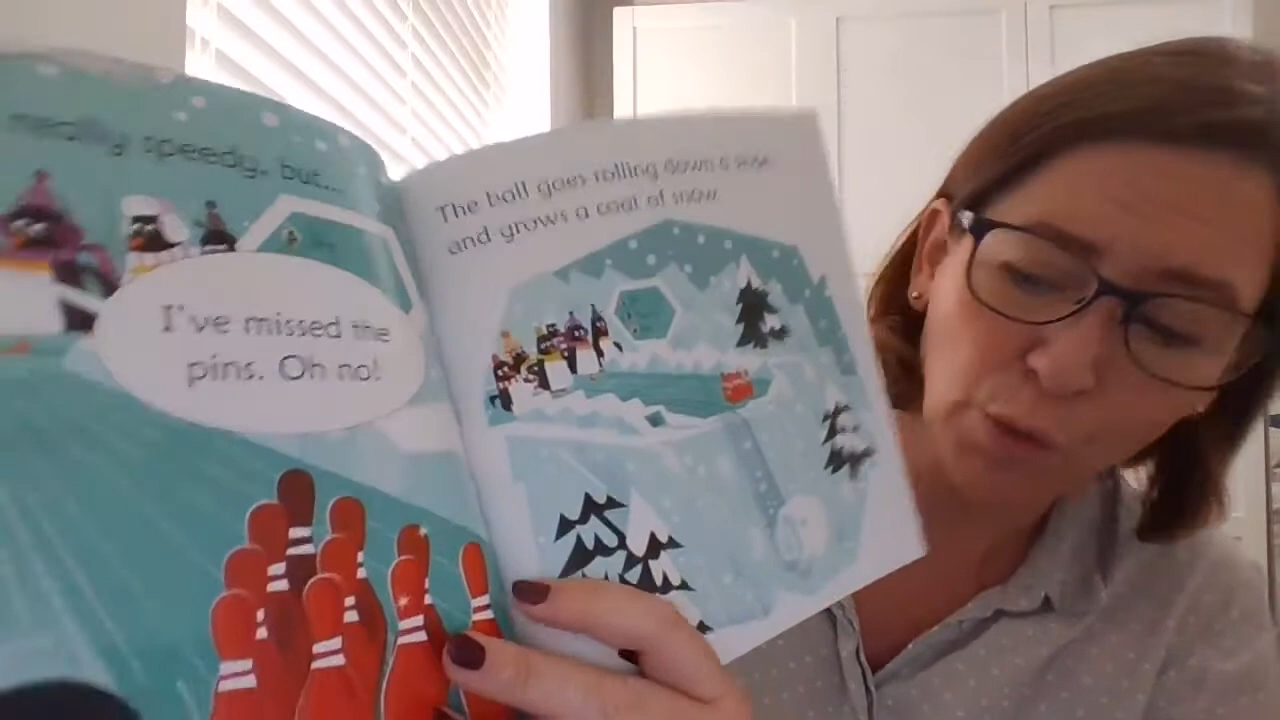 really speedy, but...
I've missed the
pins. Oh no!
The ball goes rolling down a slope
and grows a coat of snow.